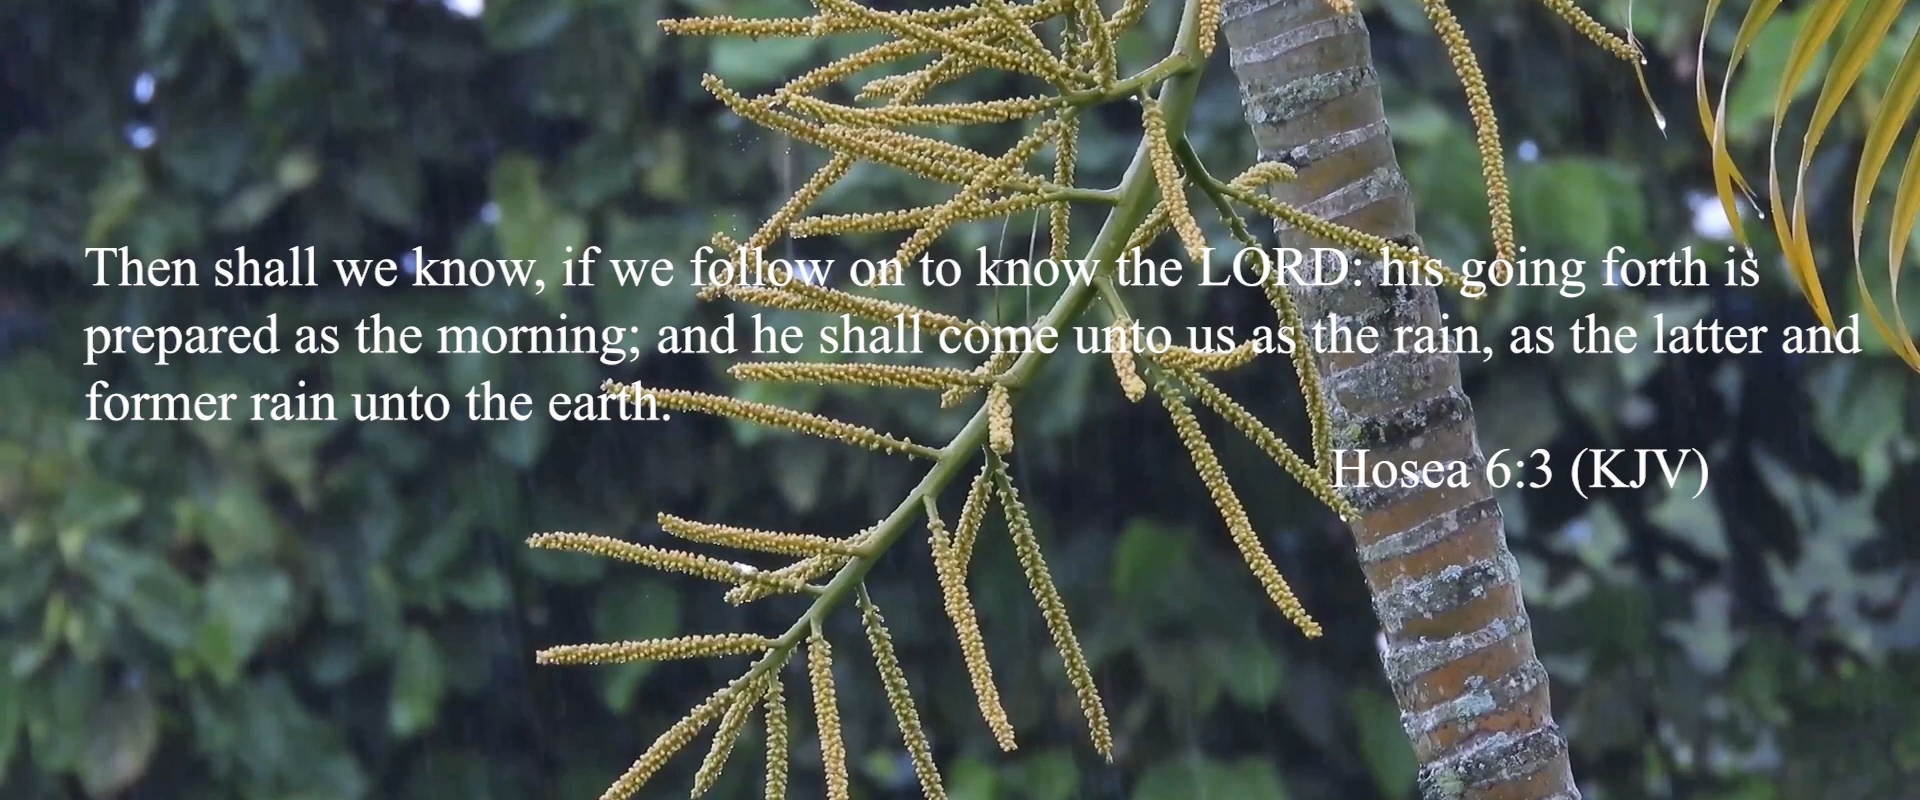 Then shall we know, if we follow on to know the LORD: his going forth is
prepared as the morning; and he shall come unto us as the rain, as the latter and
former rain unto the earth.
Hosea 6:3 (KJV)